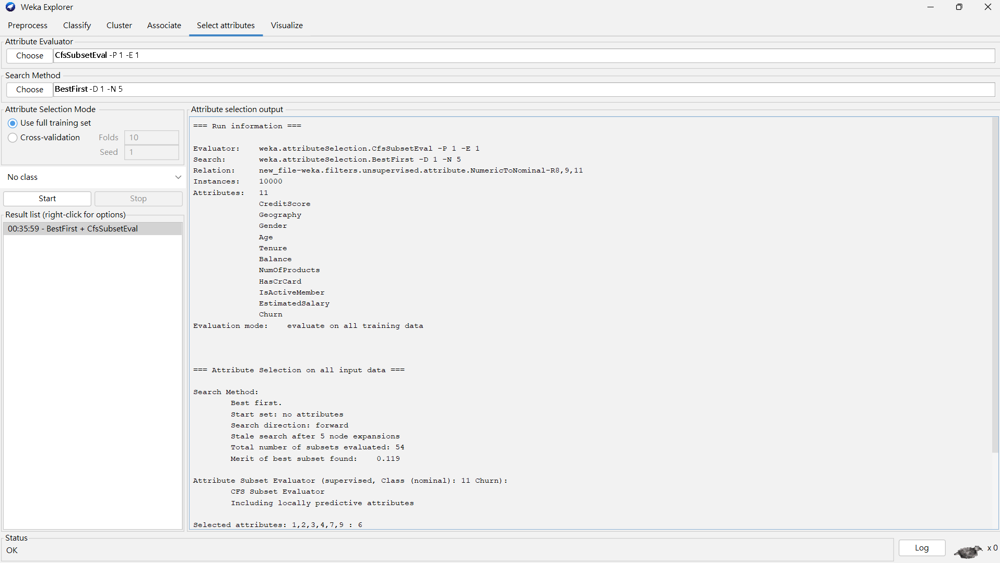 Weka Explorer
Preprocess Classify Cluster Associate Select attributes Visualize
Attribute Evaluator
Choose CfsSubsetEval -P 1 -E 1
Search Method
Choose BestFirst -D 1 -N 5
Attribute Selection Mode
Use full training set
Cross-validation Folds 10
Seed 1
No class
Start Stop
Result list (right-click for options)
00:35:59 - BestFirst + CfsSubsetEval
Attribute selection output
=== Run information ===
Evaluator: weka.attributeSelection.CfsSubsetEval -P 1 -E 1
Search: weka.attributeSelection.BestFirst -D 1 -N 5
Relation: new_file-weka.filters.unsupervised.attribute.NumericToNominal-R8,9,11
Instances: 10000
Attributes: 11
CreditScore
Geography
Gender
Age
Tenure
Balance
NumOfProducts
HasCrCard
IsActiveMember
EstimatedSalary
Churn
Evaluation mode: evaluate on all training data
=== Attribute Selection on all input data ===
Search Method:
Best first.
Start set: no attributes
Search direction: forward
Stale search after 5 node expansions
Total number of subsets evaluated: 54
Merit of best subset found: 0.119
Attribute Subset Evaluator (supervised, Class (nominal): 11 Churn):
CFS Subset Evaluator
Including locally predictive attributes
Selected attributes: 1,2,3,4,7,9 : 6
Status
OK
Log x 0